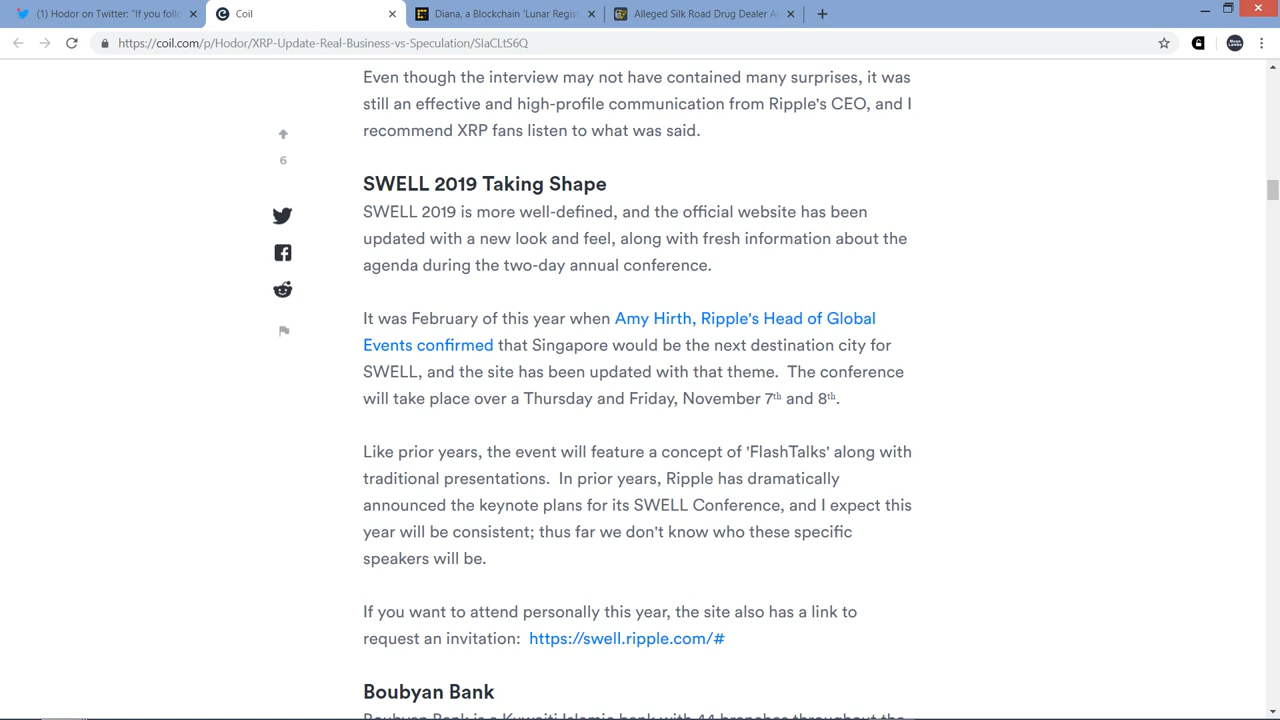 (1) Hodor on Twitter: "If you follo
Coil
Diana, a Blockchain 'Lunar Regist
Alleged Silk Road Drug Dealer A
https://coil.com/p/Hodor/XRP-Update-Real-Business-vs-Speculation/SIaCLtS6Q
Even though the interview may not have contained many surprises, it was
still an effective and high-profile communication from Ripple's CEO, and I
recommend XRP fans listen to what was said.
6
SWELL 2019 Taking Shape
SWELL 2019 is more well-defined, and the official website has been
updated with a new look and feel, along with fresh information about the
agenda during the two-day annual conference.
It was February of this year when Amy Hirth, Ripple's Head of Global
Events confirmed that Singapore would be the next destination city for
SWELL, and the site has been updated with that theme.  The conference
will take place over a Thursday and Friday, November 7th and 8th.
Like prior years, the event will feature a concept of 'FlashTalks' along with
traditional presentations.  In prior years, Ripple has dramatically
announced the keynote plans for its SWELL Conference, and I expect this
year will be consistent; thus far we don't know who these specific
speakers will be.
If you want to attend personally this year, the site also has a link to
request an invitation:  https://swell.ripple.com/#
Boubyan Bank
Boubyan Bank is a Kuwaiti Islamic bank with 44 branches throughout the